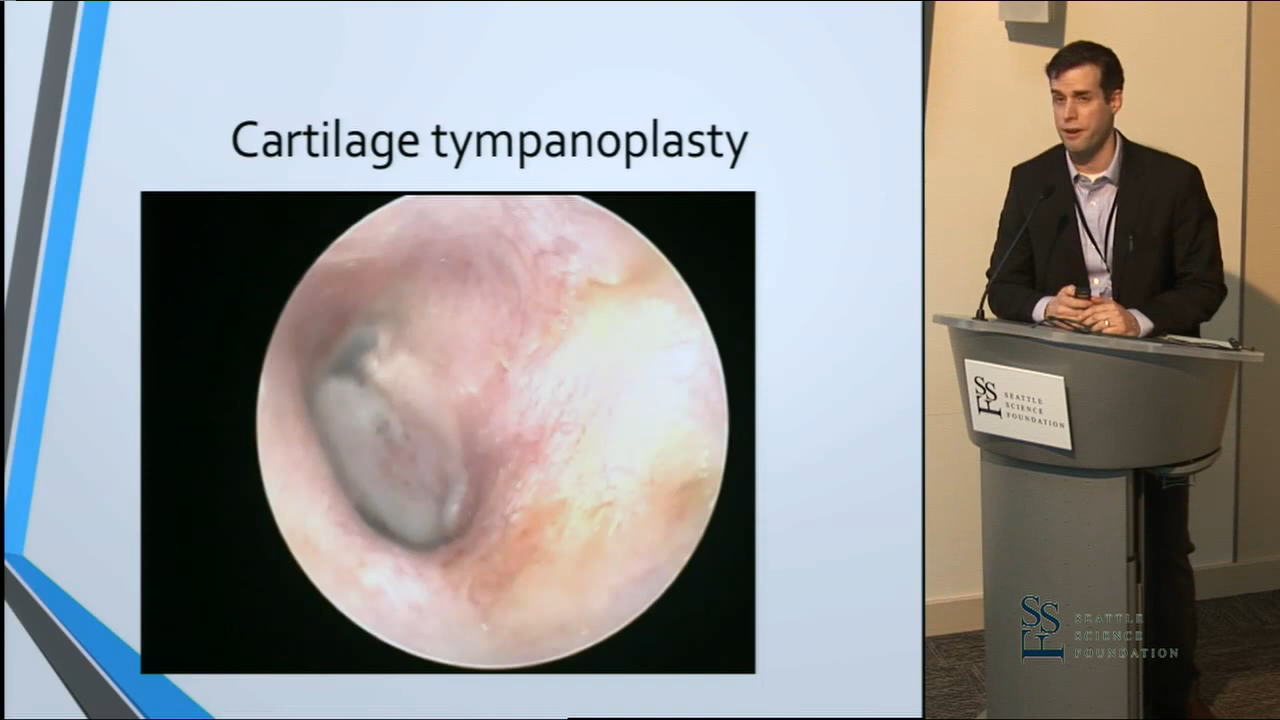 Cartilage tympanoplasty
SSF
SEATTLE
SCIENCE
FOUNDATION
SSF
SEATTLE
SCIENCE
FOUNDATION